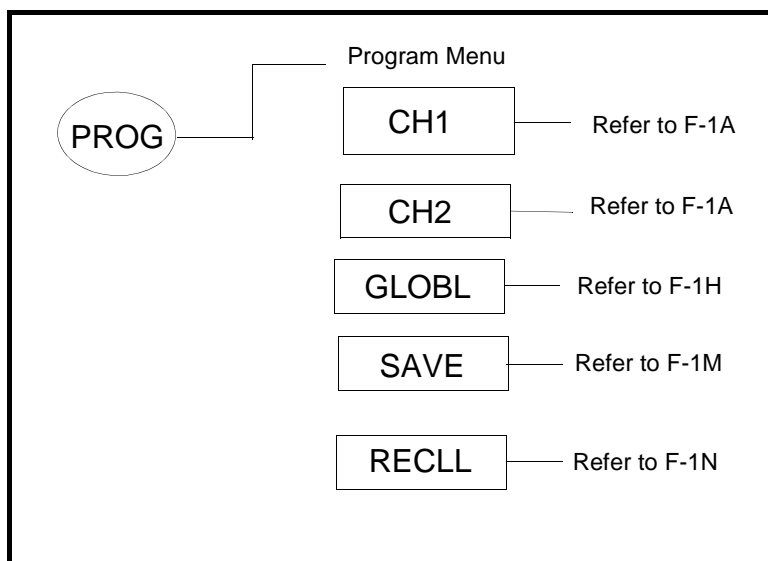 Program Menu
PROG
CH1
Refer to F-1A
CH2
Refer to F-1A
GLOBL
Refer to F-1H
SAVE
Refer to F-1M
RECLL
Refer to F-1N